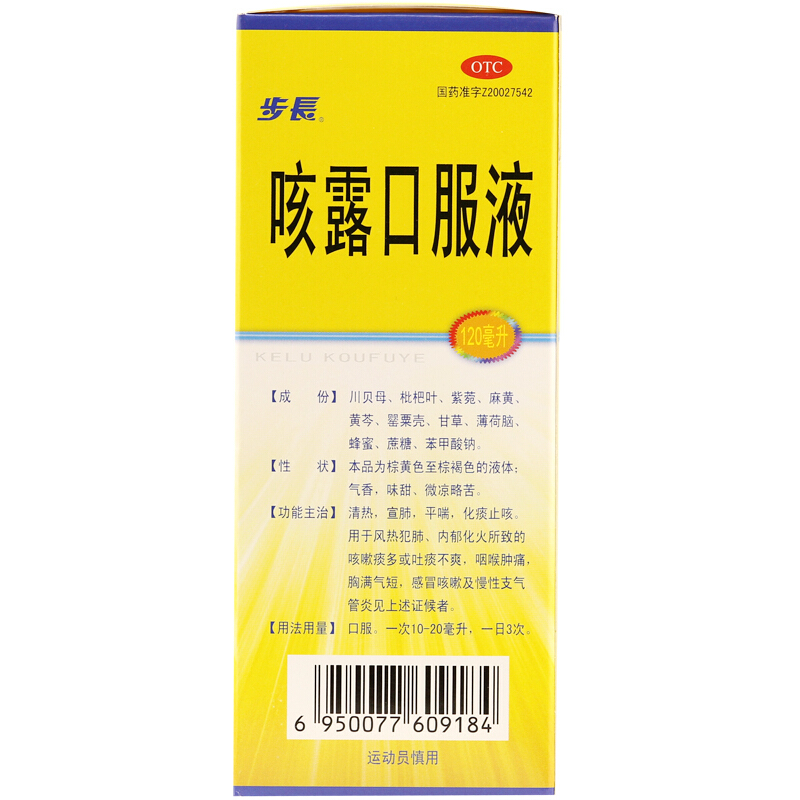 OTC
国药准字Z20027542
步長®
咳露口服液
120毫升
KELU KOUFUYE
【成　份】 川贝母、枇杷叶、紫菀、麻黄、
黄芩、罂粟壳、甘草、薄荷脑、
蜂蜜、蔗糖、苯甲酸钠。
【性　状】 本品为棕黄色至棕褐色的液体；
气香，味甜、微凉略苦。
【功能主治】 清热，宣肺，平喘，化痰止咳。
用于风热犯肺、内郁化火所致的
咳嗽痰多或吐痰不爽，咽喉肿痛，
胸满气短，感冒咳嗽及慢性支气
管炎见上述证候者。
【用法用量】 口服。一次10-20毫升，一日3次。
6 950077 609184
运动员慎用